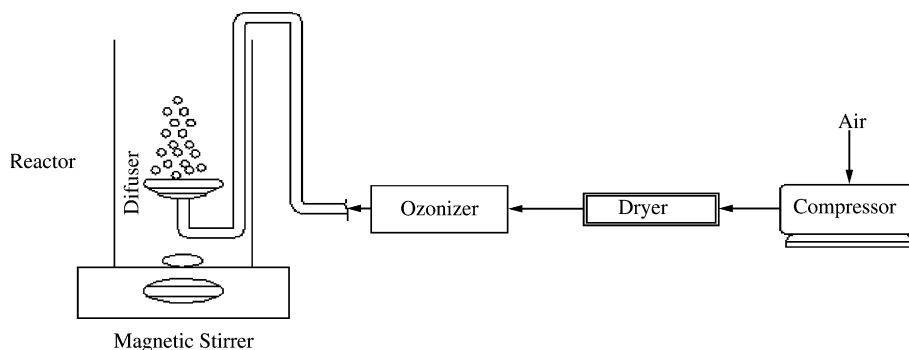 Air
Reactor
Difuser
Ozonizer
Dryer
Compressor
Magnetic Stirrer